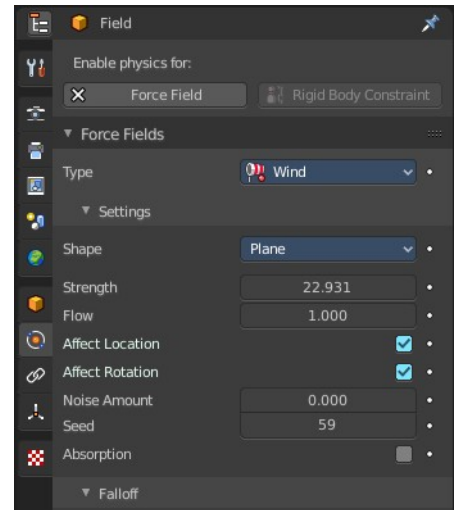 Field
Enable physics for:
Force Field Rigid Body Constraint
Force Fields
Type Wind
Settings
Shape Plane
Strength 22.931
Flow 1.000
Affect Location
Affect Rotation
Noise Amount 0.000
Seed 59
Absorption
Falloff